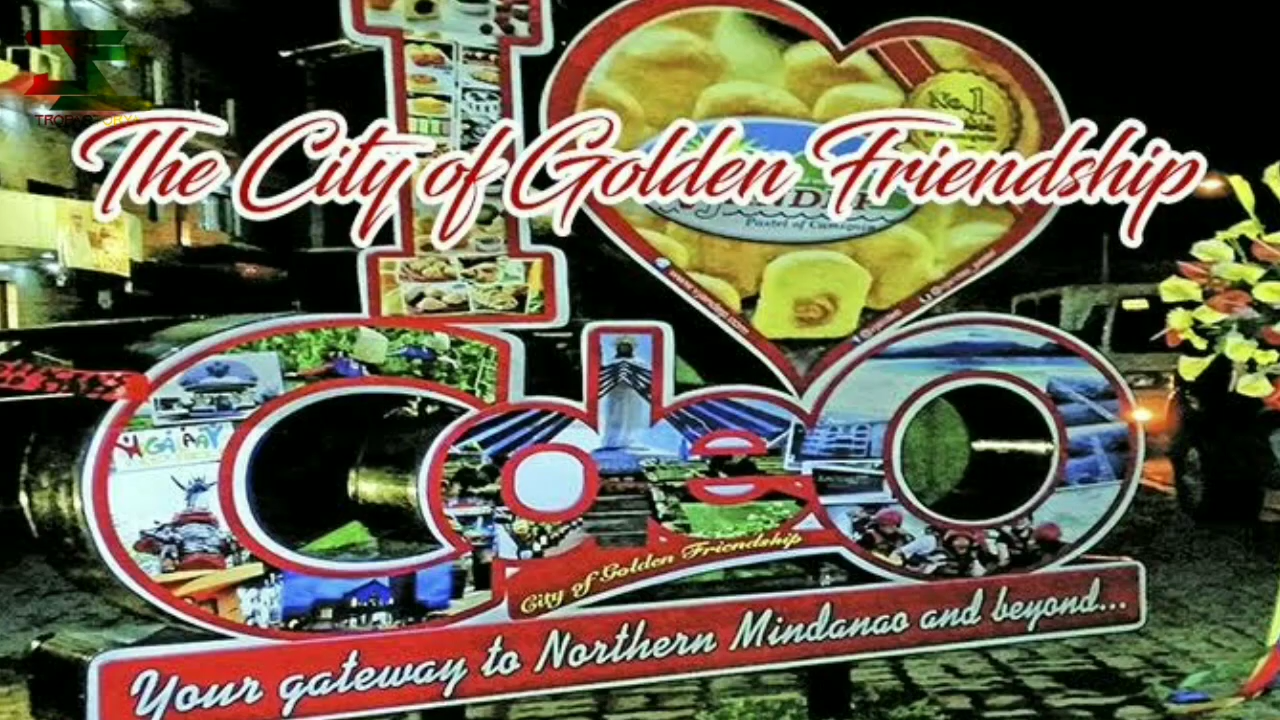 The City of Golden Friendship
I
No.1
Pastel of Camiguin
CdeO
City of Golden Friendship
Your gateway to Northern Mindanao and beyond...